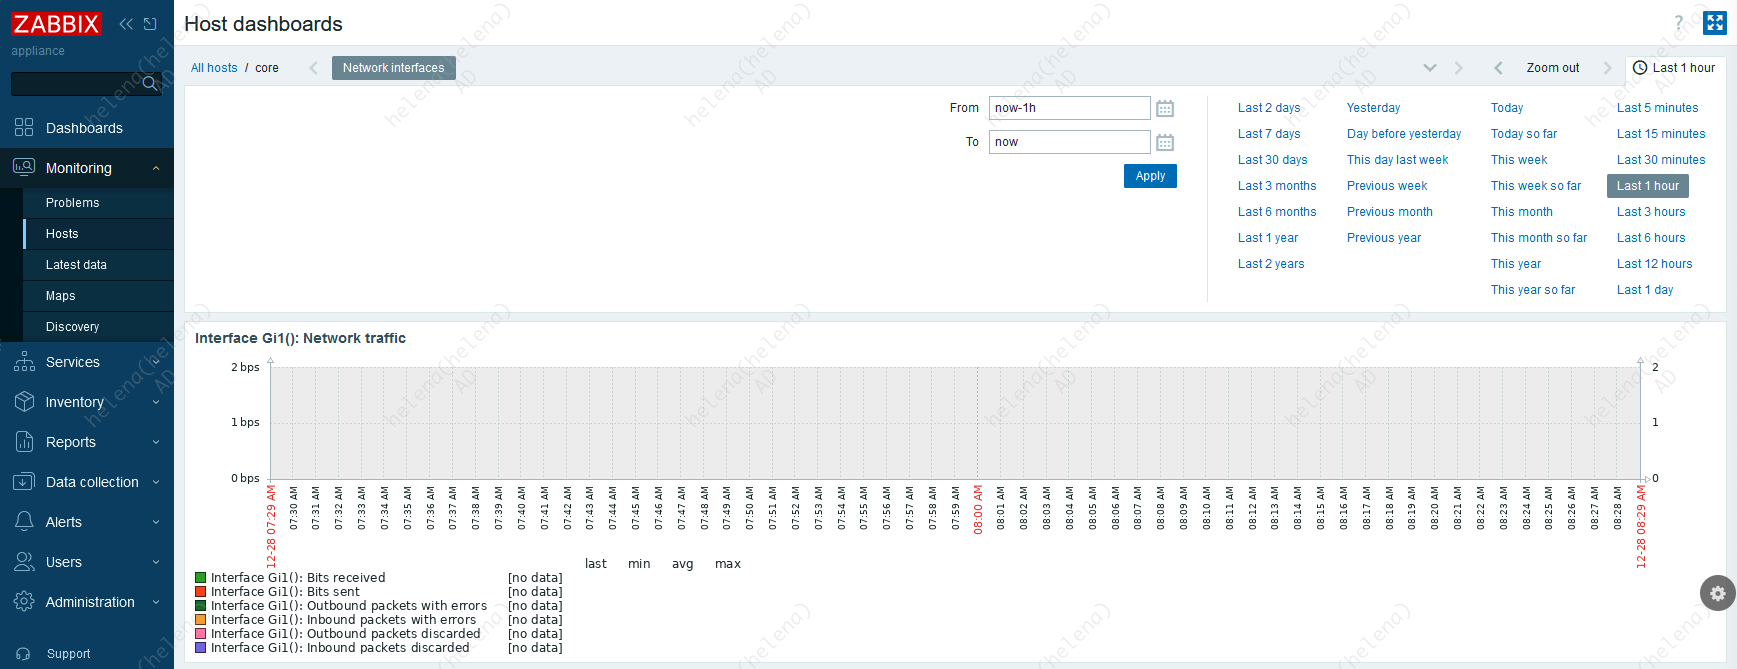 ZABBIX
appliance
Dashboards
Monitoring
Problems
Hosts
Latest data
Maps
Discovery
Services
Inventory
Reports
Data collection
Alerts
Users
Administration
Support
Host dashboards
?
All hosts / core
Network interfaces
Zoom out
Last 1 hour
From now-1h
To now
Apply
Last 2 days Yesterday Today Last 5 minutes
Last 7 days Day before yesterday Today so far Last 15 minutes
Last 30 days This day last week This week Last 30 minutes
Last 3 months Previous week This week so far Last 1 hour
Last 6 months Previous month This month Last 3 hours
Last 1 year Previous year This month so far Last 6 hours
Last 2 years This year Last 12 hours
This year so far Last 1 day
Interface Gi1(): Network traffic
2 bps 2
1 bps 1
0 bps 0
12-28 07:29 AM 07:30 AM 07:31 AM 07:32 AM 07:33 AM 07:34 AM 07:35 AM 07:36 AM 07:37 AM 07:38 AM 07:39 AM 07:40 AM 07:41 AM 07:42 AM 07:43 AM 07:44 AM 07:45 AM 07:46 AM 07:47 AM 07:48 AM 07:49 AM 07:50 AM 07:51 AM 07:52 AM 07:53 AM 07:54 AM 07:55 AM 07:56 AM 07:57 AM 07:58 AM 07:59 AM 08:00 AM 08:01 AM 08:02 AM 08:03 AM 08:04 AM 08:05 AM 08:06 AM 08:07 AM 08:08 AM 08:09 AM 08:10 AM 08:11 AM 08:12 AM 08:13 AM 08:14 AM 08:15 AM 08:16 AM 08:17 AM 08:18 AM 08:19 AM 08:20 AM 08:21 AM 08:22 AM 08:23 AM 08:24 AM 08:25 AM 08:26 AM 08:27 AM 08:28 AM 12-28 08:29 AM
last min avg max
Interface Gi1(): Bits received [no data]
Interface Gi1(): Bits sent [no data]
Interface Gi1(): Outbound packets with errors [no data]
Interface Gi1(): Inbound packets with errors [no data]
Interface Gi1(): Outbound packets discarded [no data]
Interface Gi1(): Inbound packets discarded [no data]
helena(helena)
AD